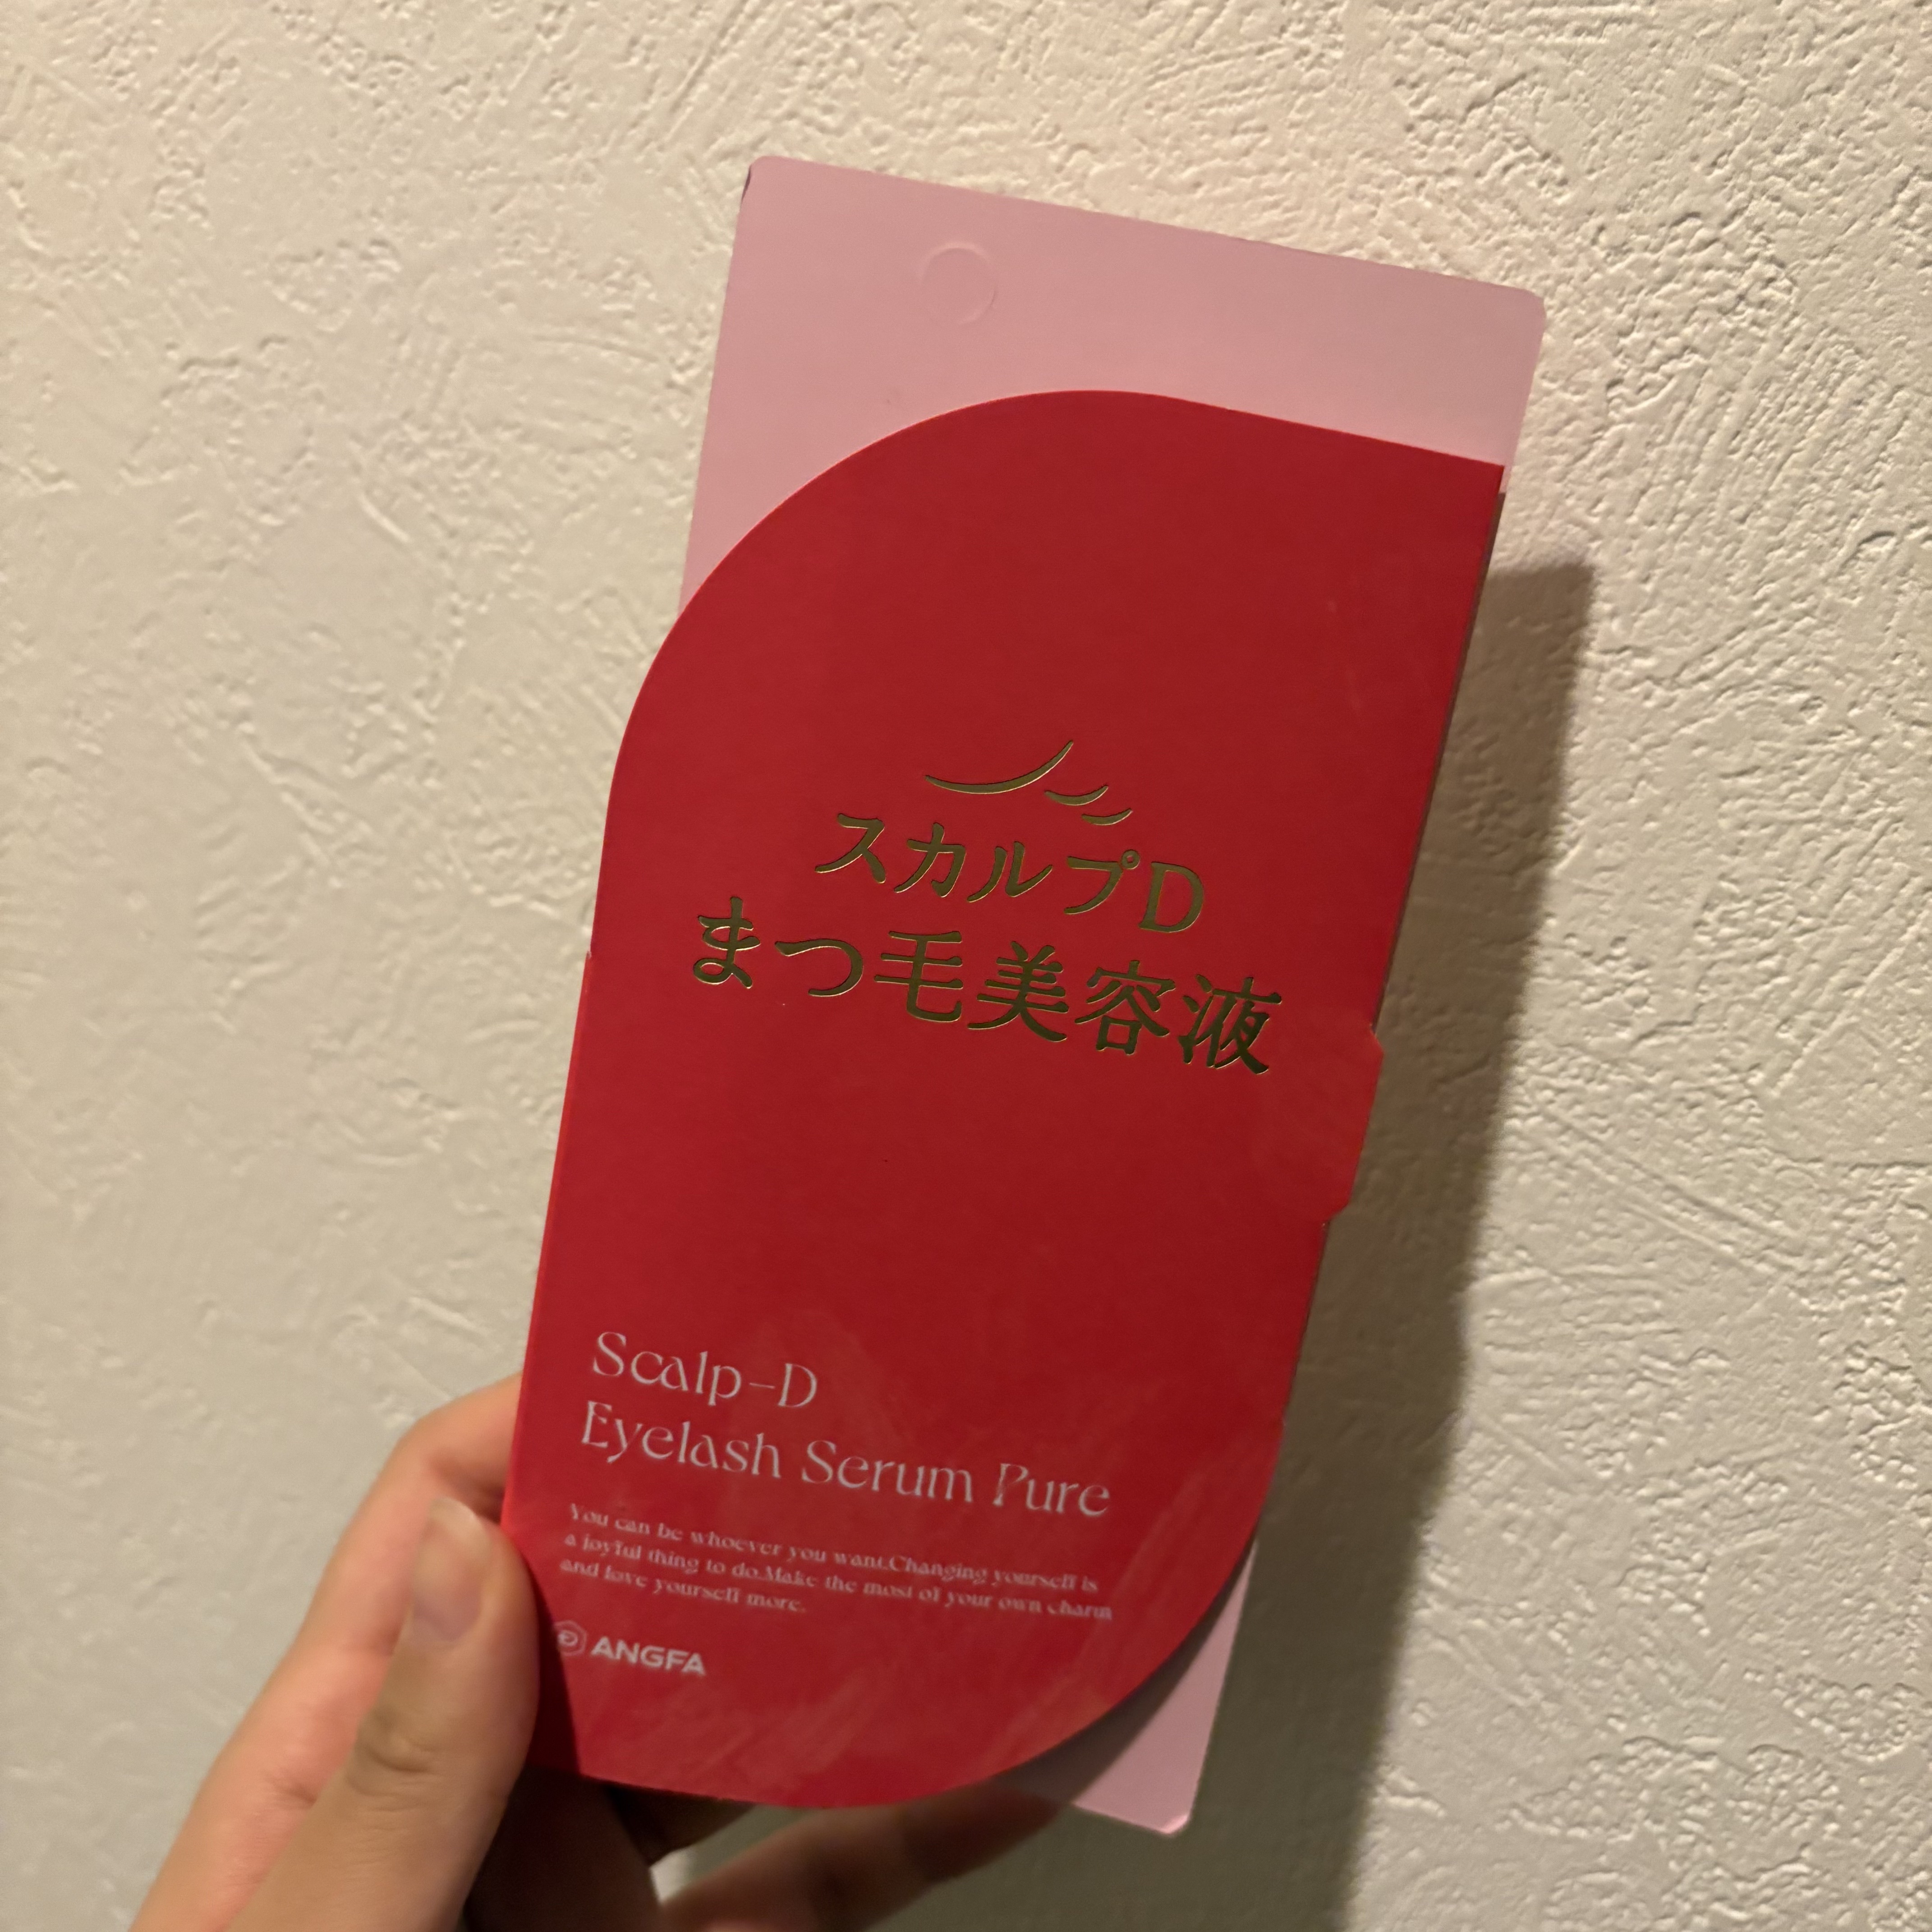 スカルプD
まつ毛美容液
Scalp-D
Eyelash Serum Pure
You can be whoever you want.Changing yourself is
a joyful thing to do.Make the most of your own charm
and love yourself more.
ANGFA